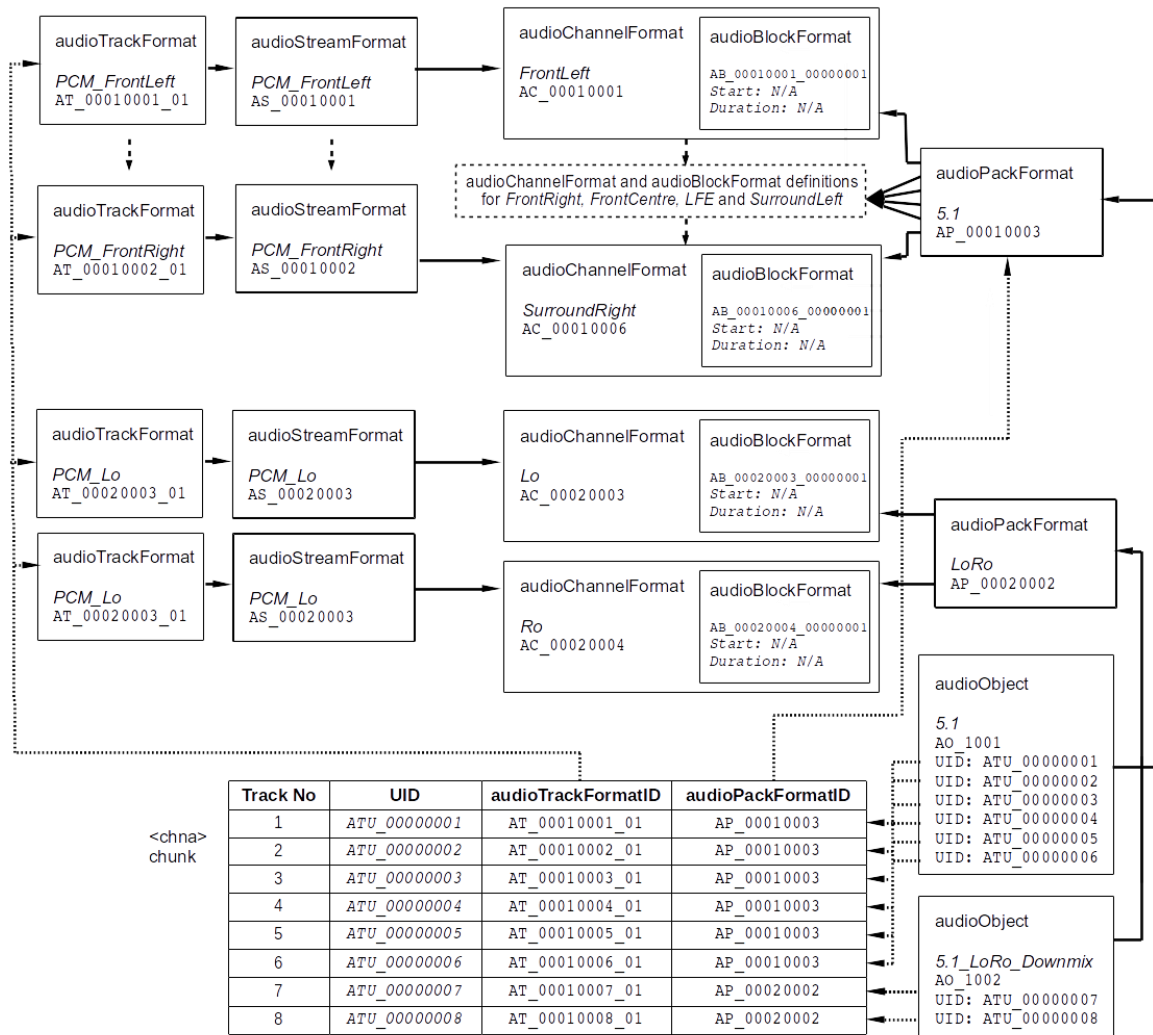 audioTrackFormat
PCM_FrontLeft
AT_00010001_01
audioStreamFormat
PCM_FrontLeft
AS_00010001
audioChannelFormat
FrontLeft
AC_00010001
audioBlockFormat
AB_00010001_00000001
Start: N/A
Duration: N/A
audioChannelFormat and audioBlockFormat definitions
for FrontRight, FrontCentre, LFE and SurroundLeft
audioPackFormat
5.1
AP_00010003
audioTrackFormat
PCM_FrontRight
AT_00010002_01
audioStreamFormat
PCM_FrontRight
AS_00010002
audioChannelFormat
SurroundRight
AC_00010006
audioBlockFormat
AB_00010006_00000001
Start: N/A
Duration: N/A
audioTrackFormat
PCM_Lo
AT_00020003_01
audioStreamFormat
PCM_Lo
AS_00020003
audioChannelFormat
Lo
AC_00020003
audioBlockFormat
AB_00020003_00000001
Start: N/A
Duration: N/A
audioPackFormat
LoRo
AP_00020002
audioTrackFormat
PCM_Lo
AT_00020003_01
audioStreamFormat
PCM_Lo
AS_00020003
audioChannelFormat
Ro
AC_00020004
audioBlockFormat
AB_00020004_00000001
Start: N/A
Duration: N/A
audioObject
5.1
AO_1001
UID: ATU_00000001
UID: ATU_00000002
UID: ATU_00000003
UID: ATU_00000004
UID: ATU_00000005
UID: ATU_00000006
<chna>
chunk
Track No UID audioTrackFormatID audioPackFormatID
1 ATU_00000001 AT_00010001_01 AP_00010003
2 ATU_00000002 AT_00010002_01 AP_00010003
3 ATU_00000003 AT_00010003_01 AP_00010003
4 ATU_00000004 AT_00010004_01 AP_00010003
5 ATU_00000005 AT_00010005_01 AP_00010003
6 ATU_00000006 AT_00010006_01 AP_00010003
7 ATU_00000007 AT_00010007_01 AP_00020002
8 ATU_00000008 AT_00010008_01 AP_00020002
audioObject
5.1_LoRo_Downmix
AO_1002
UID: ATU_00000007
UID: ATU_00000008